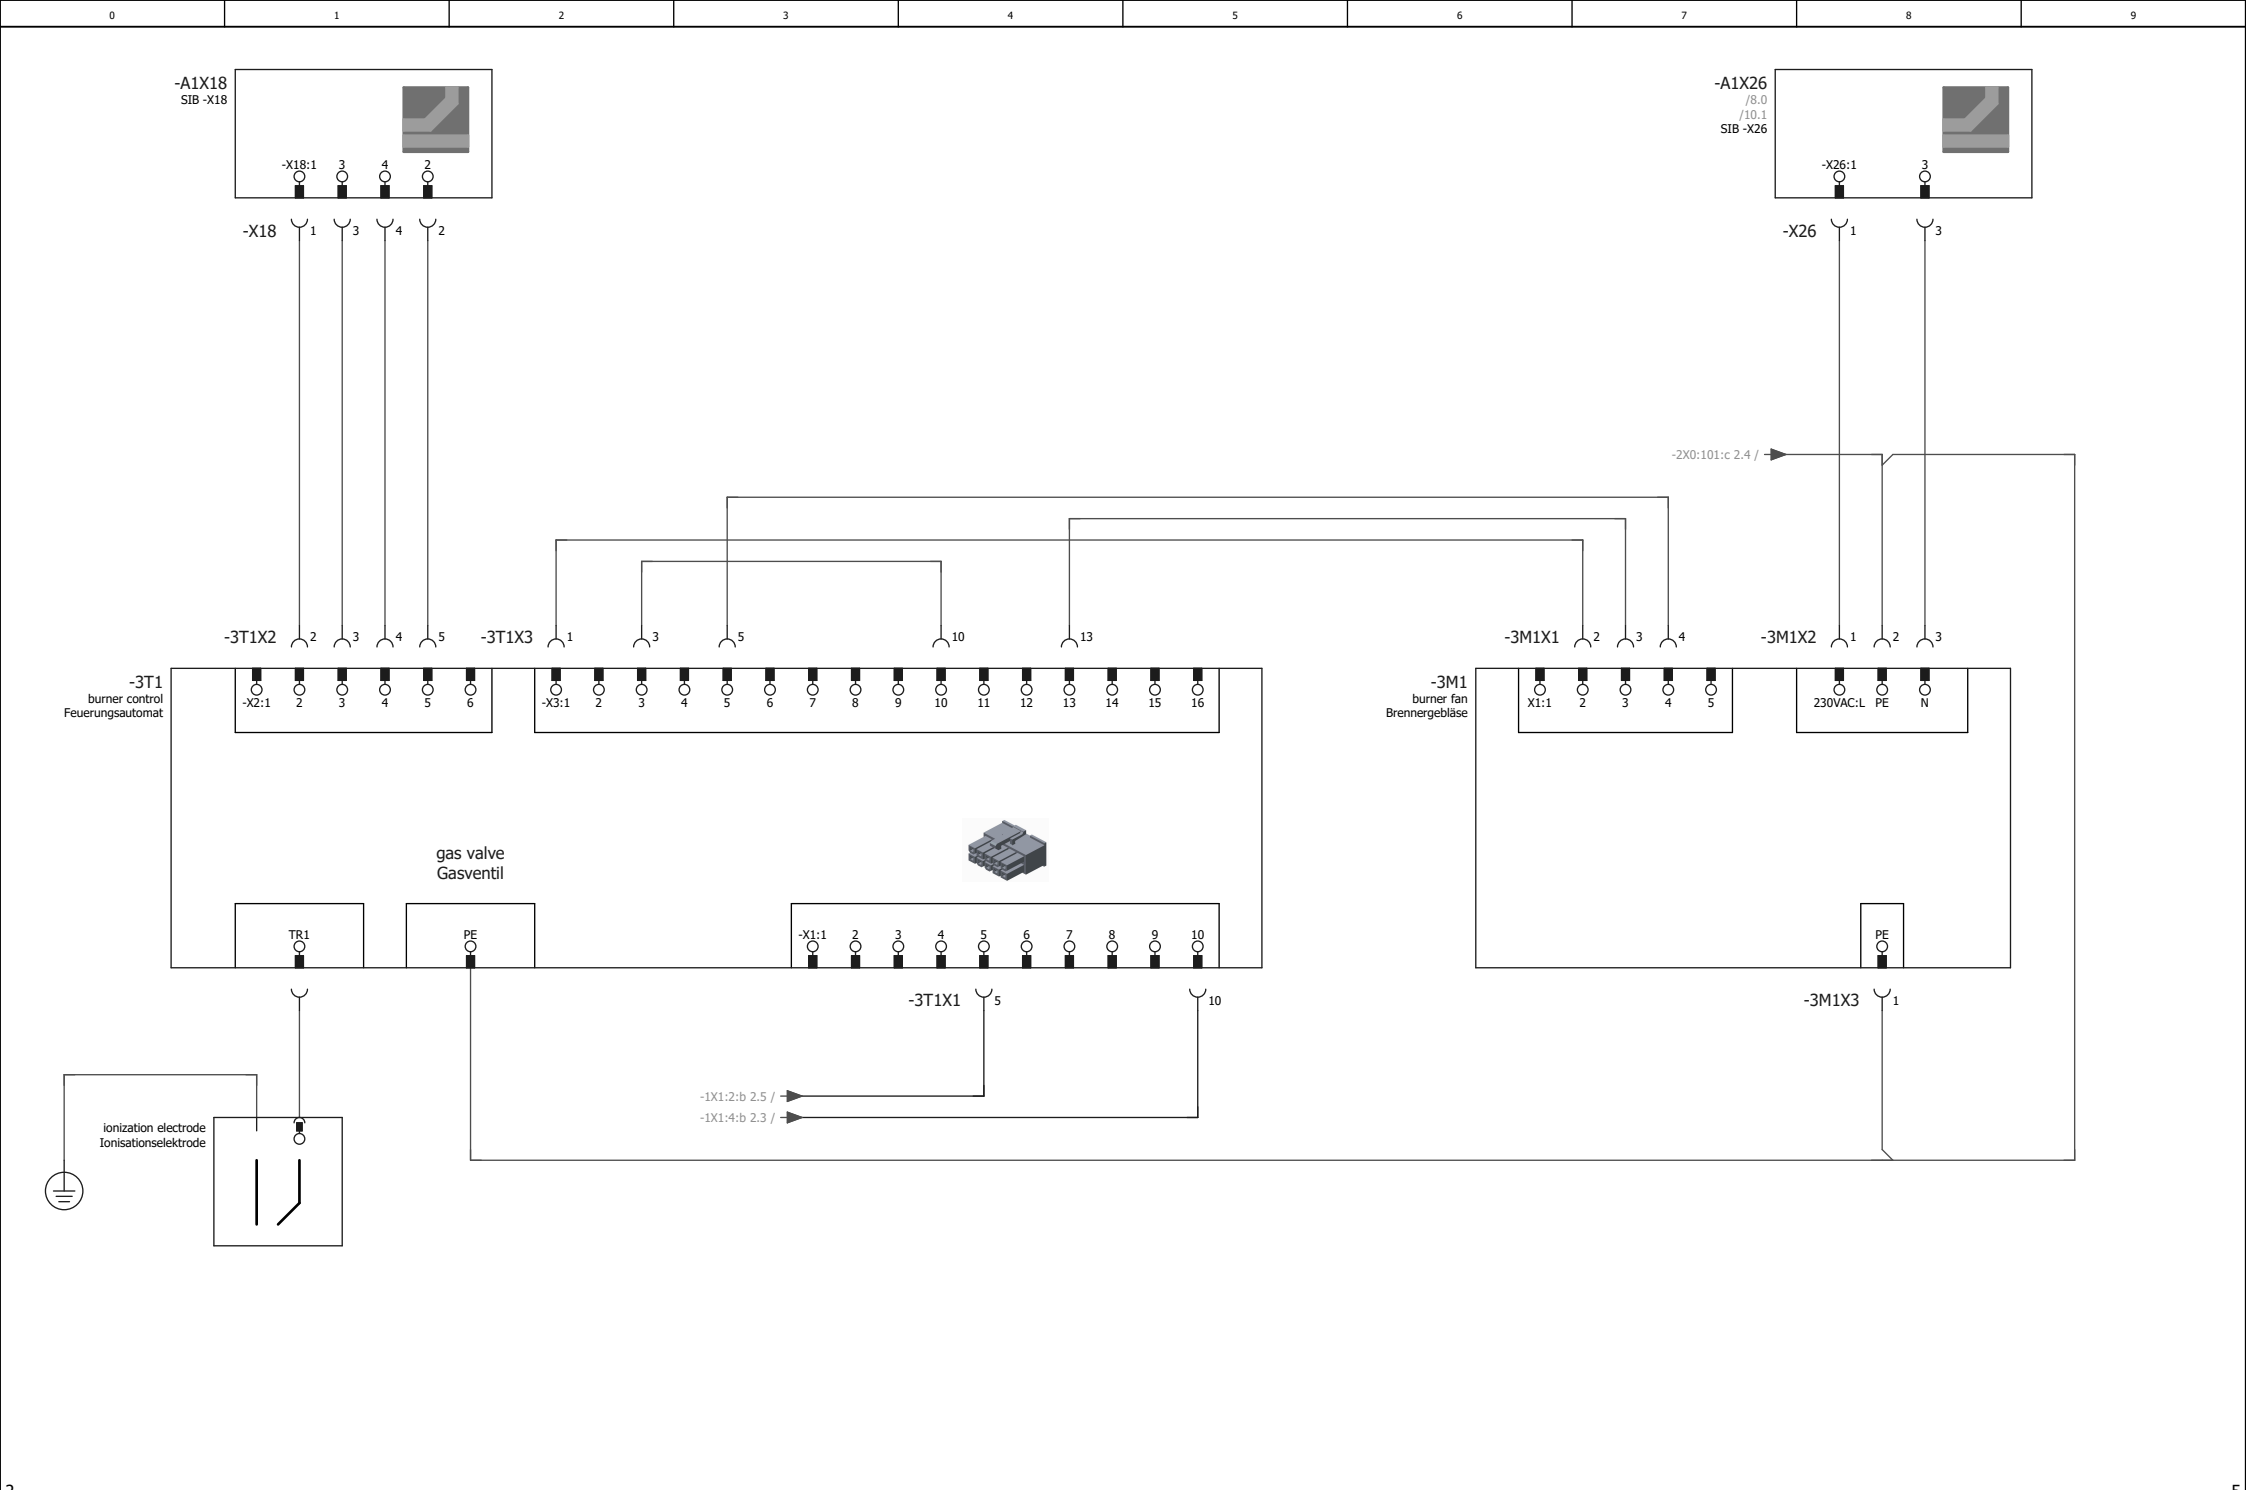 0 1 2 3 4 5 6 7 8 9
-A1X18
SIB -X18
-X18:1 3 4 2
-X18 1 3 4 2
-A1X26
/8.0
/10.1
SIB -X26
-X26:1 3
-X26 1 3
-2X0:101:c 2.4 /
-3T1X2 2 3 4 5
-3T1X3 1 3 5 10 13
-3M1X1 2 3 4
-3M1X2 1 2 3
-3T1
burner control
Feuerungsautomat
-X2:1 2 3 4 5 6
-X3:1 2 3 4 5 6 7 8 9 10 11 12 13 14 15 16
-3M1
burner fan
Brennergebläse
X1:1 2 3 4 5
230VAC:L PE N
gas valve
Gasventil
TR1
PE
-X1:1 2 3 4 5 6 7 8 9 10
PE
-3T1X1 5 10
-3M1X3 1
-1X1:2:b 2.5 /
-1X1:4:b 2.3 /
ionization electrode
Ionisationselektrode